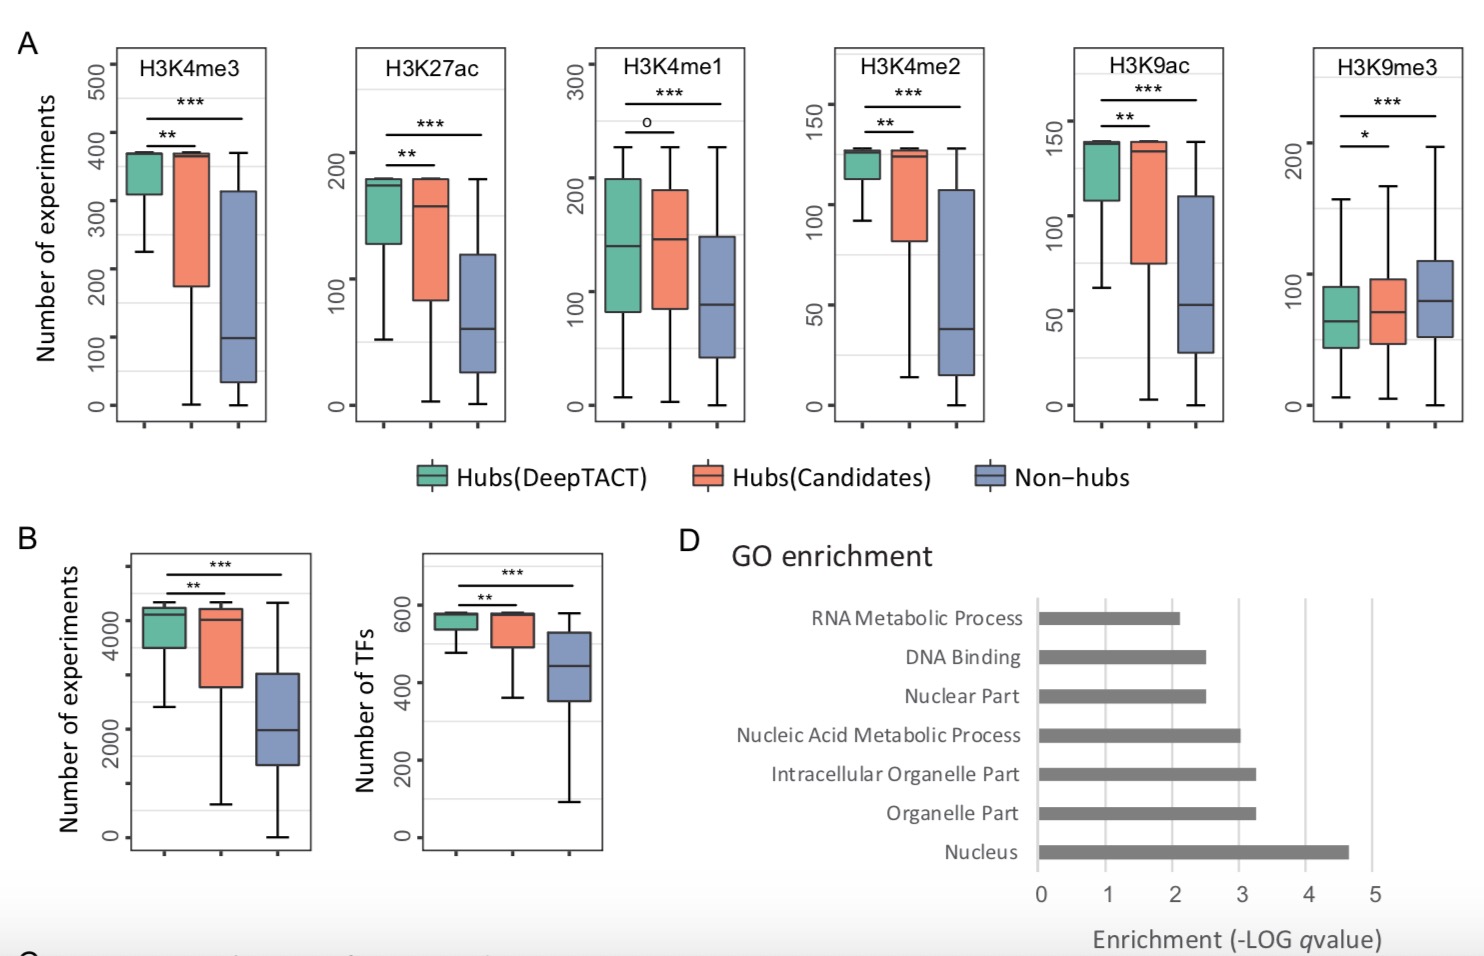 A
H3K4me3
H3K27ac
H3K4me1
H3K4me2
H3K9ac
H3K9me3
Number of experiments
500
400
300
200
100
0
***
**
200
100
0
***
**
300
200
100
0
***
o
150
100
50
0
***
**
150
100
50
0
***
**
200
100
0
***
*
Hubs(DeepTACT) Hubs(Candidates) Non−hubs
B
Number of experiments
4000
2000
0
***
**
Number of TFs
600
400
200
0
***
**
D
GO enrichment
RNA Metabolic Process
DNA Binding
Nuclear Part
Nucleic Acid Metabolic Process
Intracellular Organelle Part
Organelle Part
Nucleus
0 1 2 3 4 5
Enrichment (-LOG qvalue)